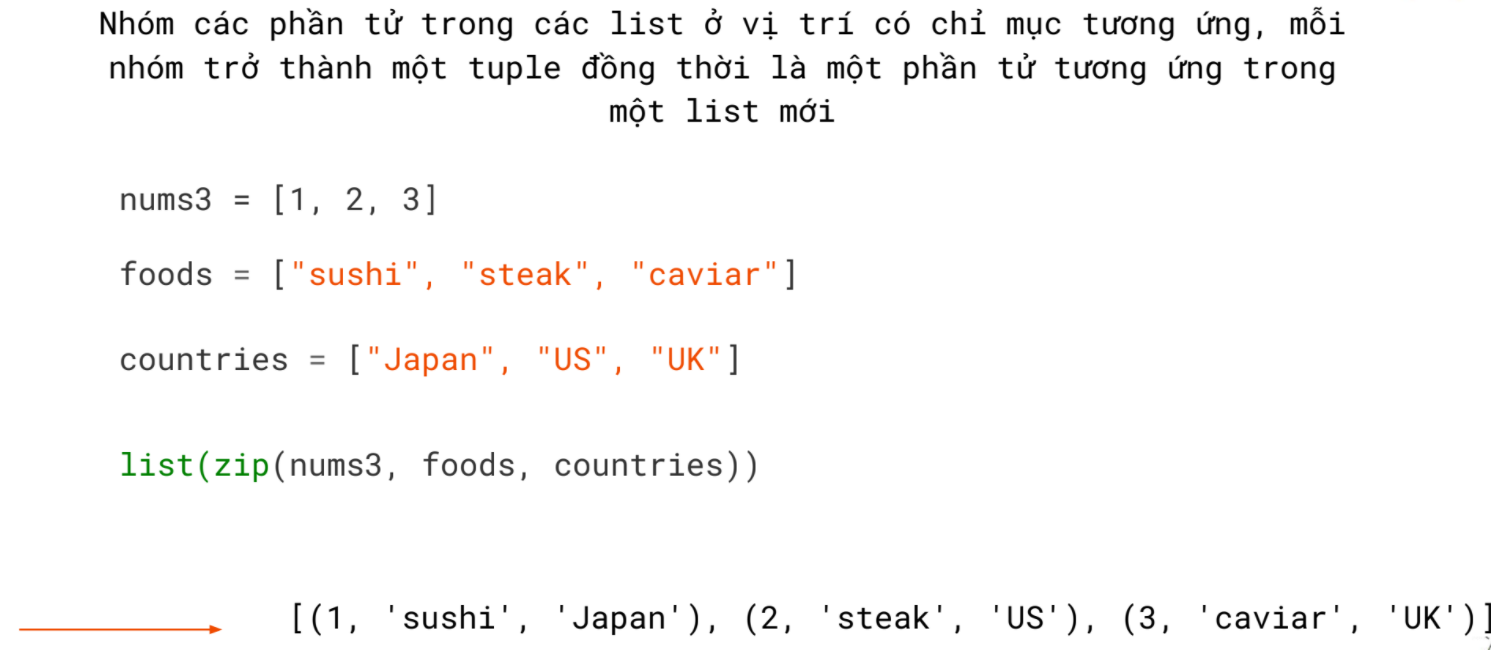 Nhóm các phần tử trong các list ở vị trí có chỉ mục tương ứng, mỗi
nhóm trở thành một tuple đồng thời là một phần tử tương ứng trong
một list mới
nums3 = [1, 2, 3]
foods = ["sushi", "steak", "caviar"]
countries = ["Japan", "US", "UK"]
list(zip(nums3, foods, countries))
[(1, 'sushi', 'Japan'), (2, 'steak', 'US'), (3, 'caviar', 'UK')]